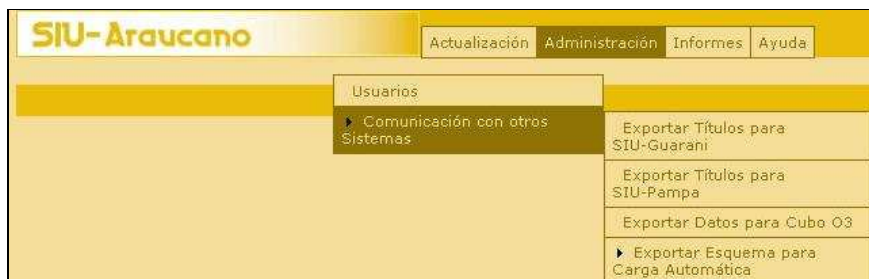 SIU-Araucano
Actualización Administración Informes Ayuda
Usuarios
Comunicación con otros
Sistemas
Exportar Títulos para
SIU-Guarani
Exportar Títulos para
SIU-Pampa
Exportar Datos para Cubo O3
Exportar Esquema para
Carga Automática